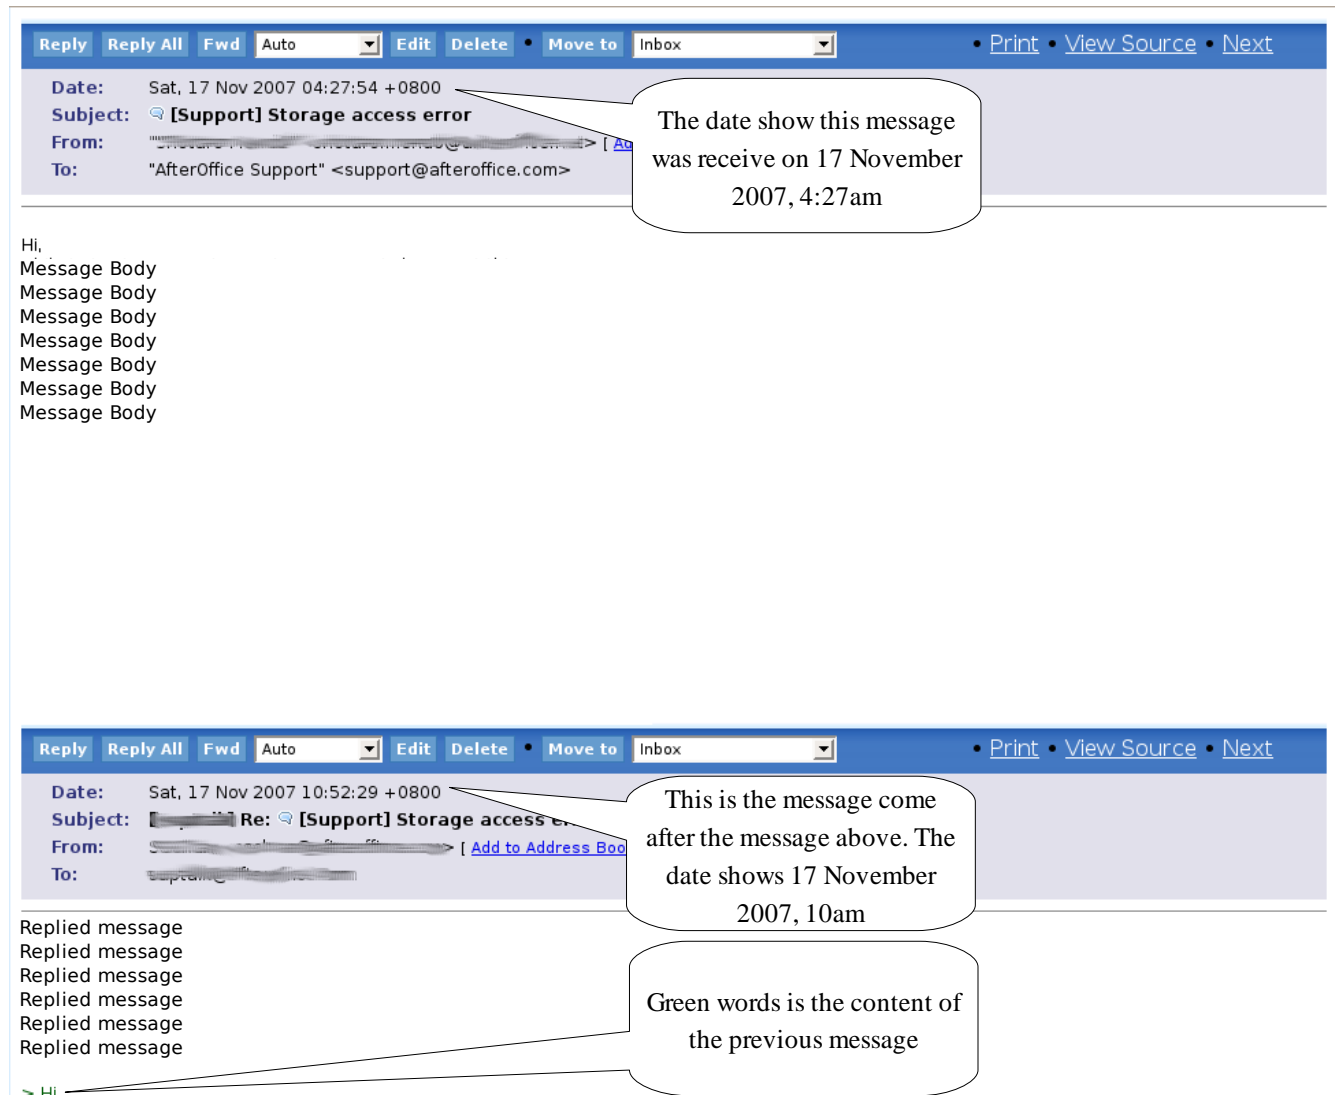 Reply Reply All Fwd Auto Edit Delete • Move to Inbox • Print • View Source • Next
Date: Sat, 17 Nov 2007 04:27:54 +0800
Subject: [Support] Storage access error
From: > [ Ad
To: "AfterOffice Support" <support@afteroffice.com>
The date show this message
was receive on 17 November
2007, 4:27am
Hi,
Message Body
Message Body
Message Body
Message Body
Message Body
Message Body
Message Body
Reply Reply All Fwd Auto Edit Delete • Move to Inbox • Print • View Source • Next
Date: Sat, 17 Nov 2007 10:52:29 +0800
Subject: [ ] Re: [Support] Storage access er
From: > [ Add to Address Boo
To:
This is the message come
after the message above. The
date shows 17 November
2007, 10am
Replied message
Replied message
Replied message
Replied message
Replied message
Replied message
Green words is the content of
the previous message
> Hi